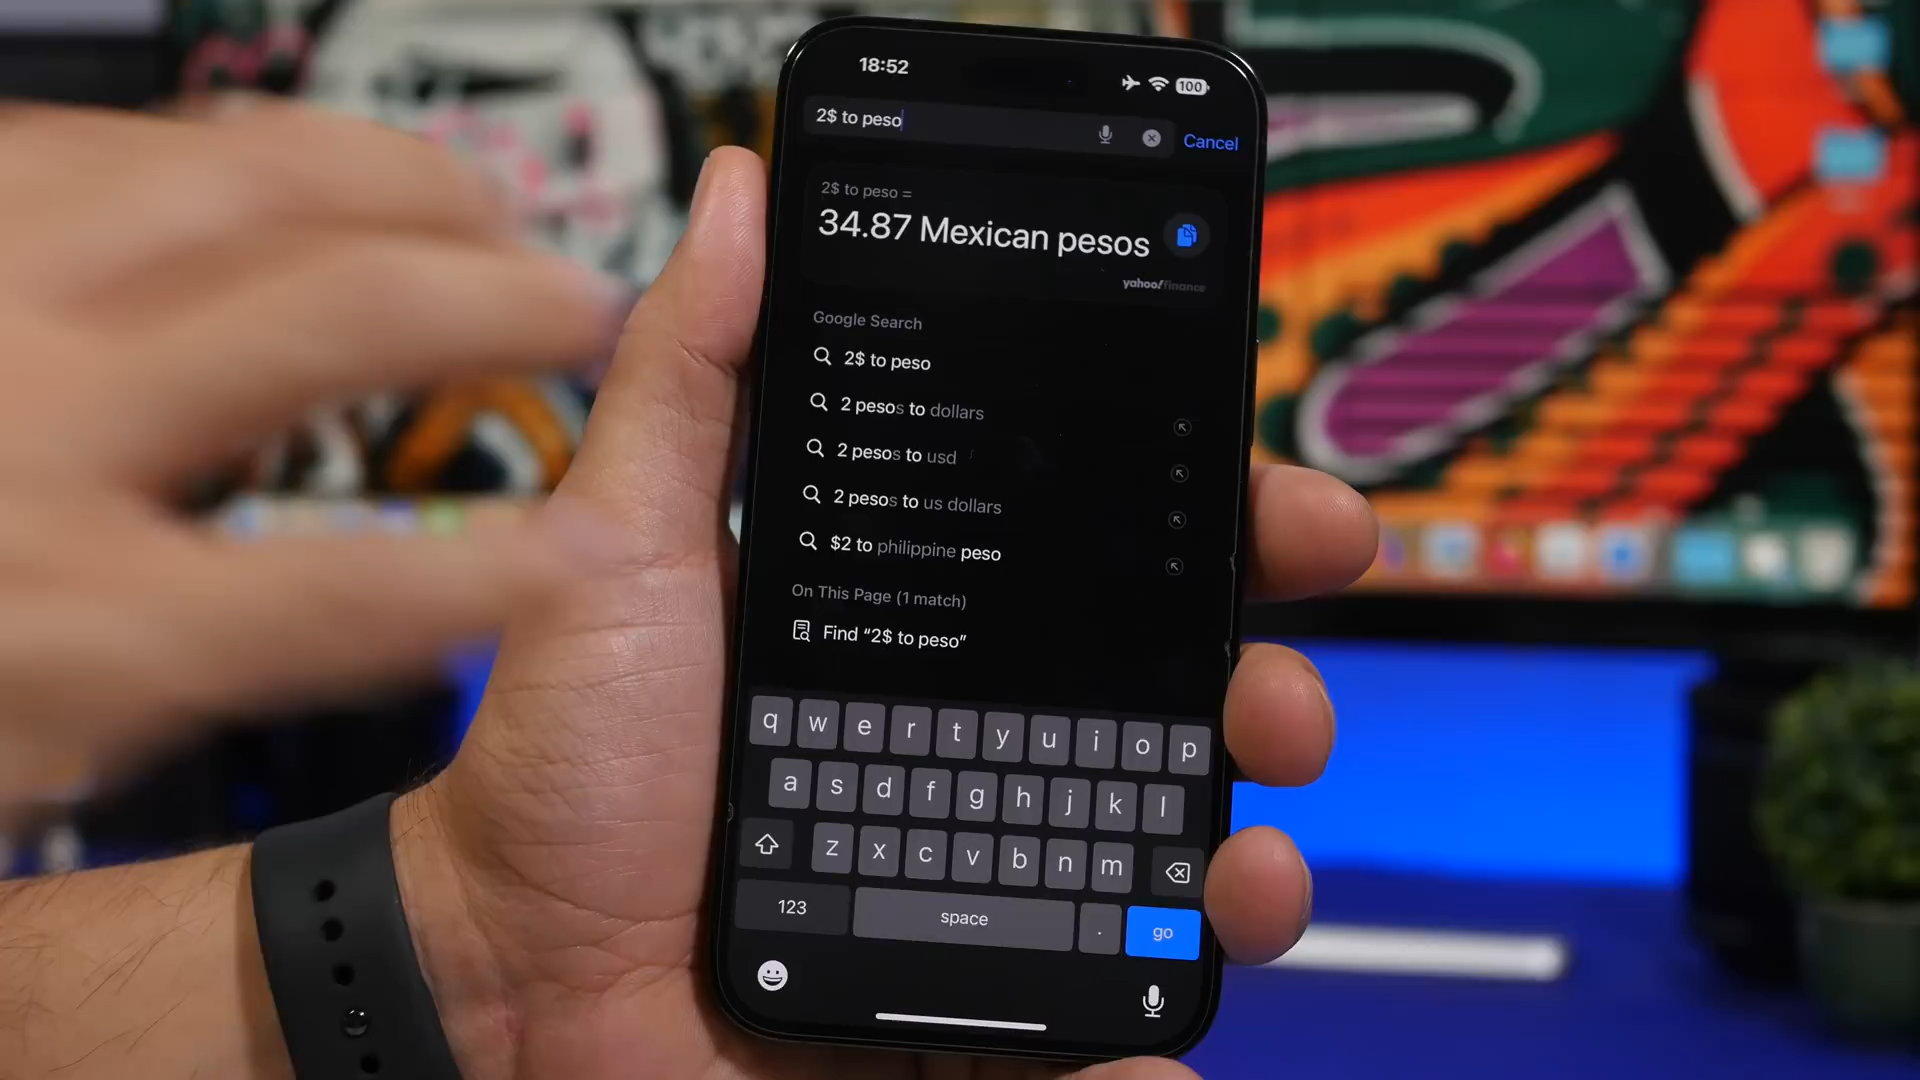 18:52
100
2$ to peso
Cancel
2$ to peso =
34.87 Mexican pesos
yahoo!finance
Google Search
2$ to peso
2 pesos to dollars
2 pesos to usd
2 pesos to us dollars
$2 to philippine peso
On This Page (1 match)
Find “2$ to peso”
q w e r t y u i o p
a s d f g h j k l
z x c v b n m
123 space . go